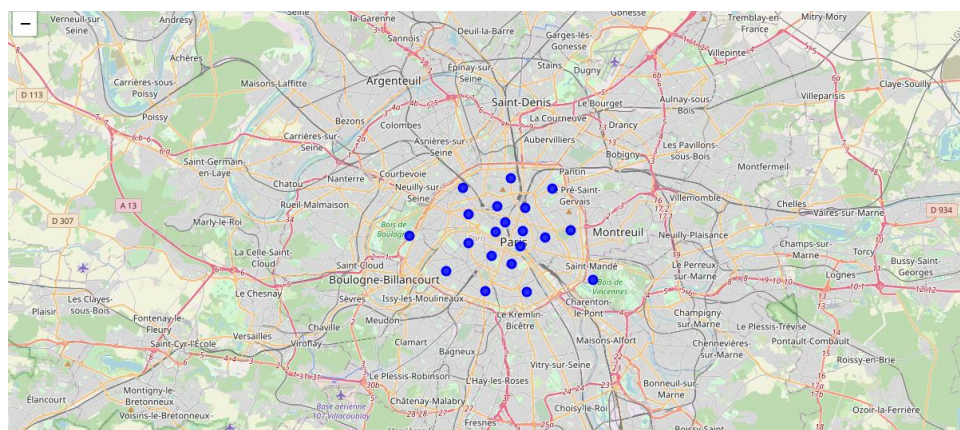 −
Verneuil-sur-
Seine
Andrésy
Sartrouville
la-Garenne
Deuil-la-Barre
Gonesse
Tremblay-en-
France
Mitry-Mory
Sannois
Garges-lès-
Gonesse
Villepinte
Achères
Épinay-sur-
Seine
Stains
Dugny
6b
Carrières-sous-
Poissy
Maisons-Laffitte
Argenteuil
Claye-Souilly
D 113
Saint-Denis
Le Bourget
Aulnay-sous-
Bois
Villeparisis
Poissy
Bezons
Colombes
La Courneuve
Drancy
Carrières-sur-
Seine
Asnières-sur-
Seine
Aubervilliers
Les Pavillons-
sous-Bois
Bobigny
Saint-Germain-
en-Laye
Montfermeil
Courbevoie
Pantin
Chatou
Nanterre
Neuilly-sur-
Seine
Pré-Saint-
Gervais
Villemomble
A 13
Rueil-Malmaison
Chelles
Vaires-sur-Marne
D 934
D 307
Marly-le-Roi
Bois de
Boulogne
Paris
Montreuil
Neuilly-Plaisance
Champs-sur-
Marne
Torcy
La Celle-Saint-
Cloud
Saint-Cloud
Saint-Mandé
Le Perreux-
sur-Marne
Bussy-Saint-
Georges
Lognes
Boulogne-Billancourt
Bois de
Vincennes
Le Chesnay
Les Clayes-
sous-Bois
Sèvres
Issy-les-Moulineaux
Charenton-
le-Pont
Champigny-
sur-Marne
Plaisir
Fontenay-le-
Fleury
Meudon
Le Kremlin-
Bicêtre
Chaville
Le Plessis-Trévise
Versailles
Viroflay
Clamart
Maisons-Alfort
Chennevières-
sur-Marne
Pontault-Combault
Saint-Cyr-l'École
Bagneux
Roissy-en-Brie
Vitry-sur-Seine
Le Plessis-Robinson
L'Haÿ-les-Roses
Bonneuil-sur-
Marne
Élancourt
Montigny-le-
Bretonneux
30b
Base aérienne
107 Villacoublay
Châtenay-Malabry
Choisy-le-Roi
Ozoir-la-Ferrière
Voisins-le-Bretonneux
Fresnes
Boissy-Saint-